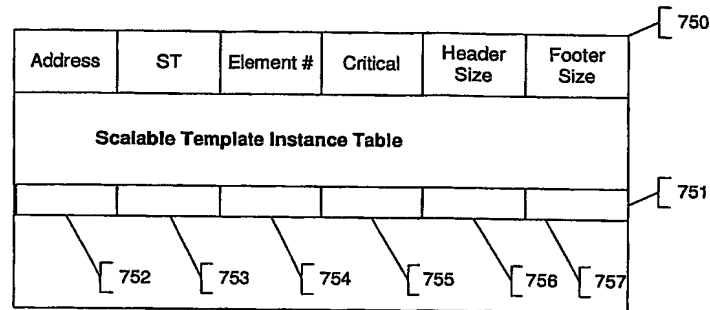 750
Address ST Element # Critical Header Size Footer Size
Scalable Template Instance Table
751
752 753 754 755 756 757